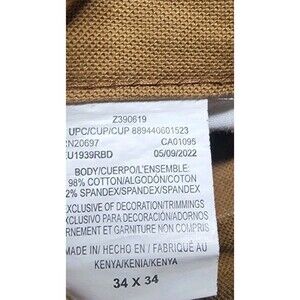 Z390619
UPC/CUP/CUP 889440601523
RN20697 CA01095
U1939RBD 05/09/2022
BODY/CUERPO/L'ENSEMBLE:
98% COTTON/ALGODÓN/COTON
2% SPANDEX/SPANDEX/SPANDEX
EXCLUSIVE OF DECORATION/TRIMMINGS
EXCLUSIVO PARA DECORACIÓN/ADORNOS
ORNEMENT ET GARNITURE NON COMPRIS
MADE IN/ HECHO EN / FABRIQUÉ AU
KENYA/KENIA/KENYA
34 X 34